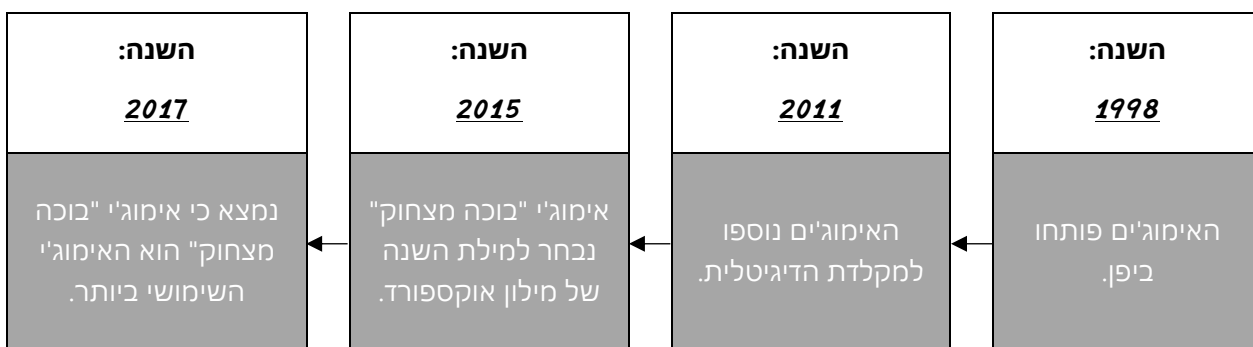 השנה:
1998
האימוג'ים פותחו
ביפן.
השנה:
2011
האימוג'ים נוספו
למקלדת הדיגיטלית.
השנה:
2015
אימוג'י "בוכה מצחוק"
נבחר למילת השנה
של מילון אוקספורד.
השנה:
2017
נמצא כי אימוג'י "בוכה
מצחוק" הוא האימוג'י
השימושי ביותר.